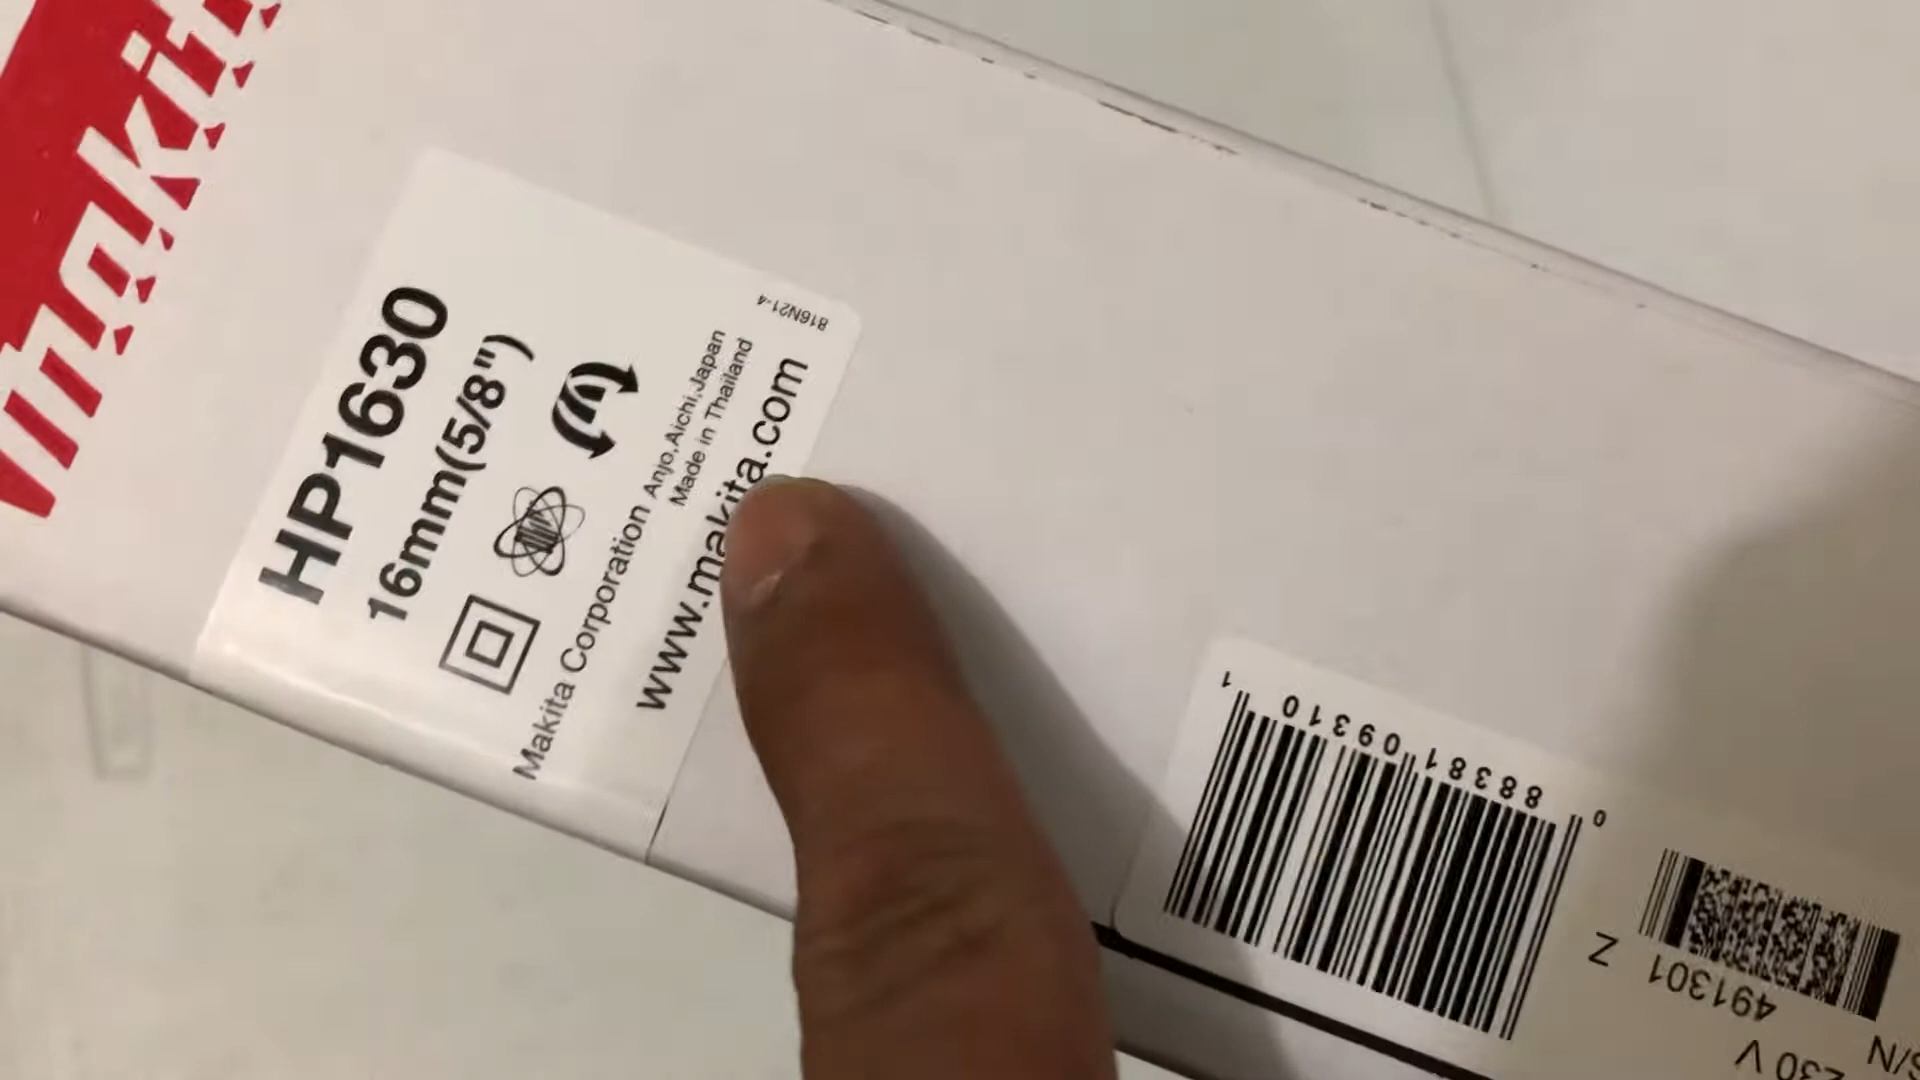 makita
HP1630
16mm(5/8")
Makita Corporation Anjo,Aichi,Japan
Made in Thailand
www.makita.com
816N21-4
0 88381 09310 1
Z
491301
S/N
230 V